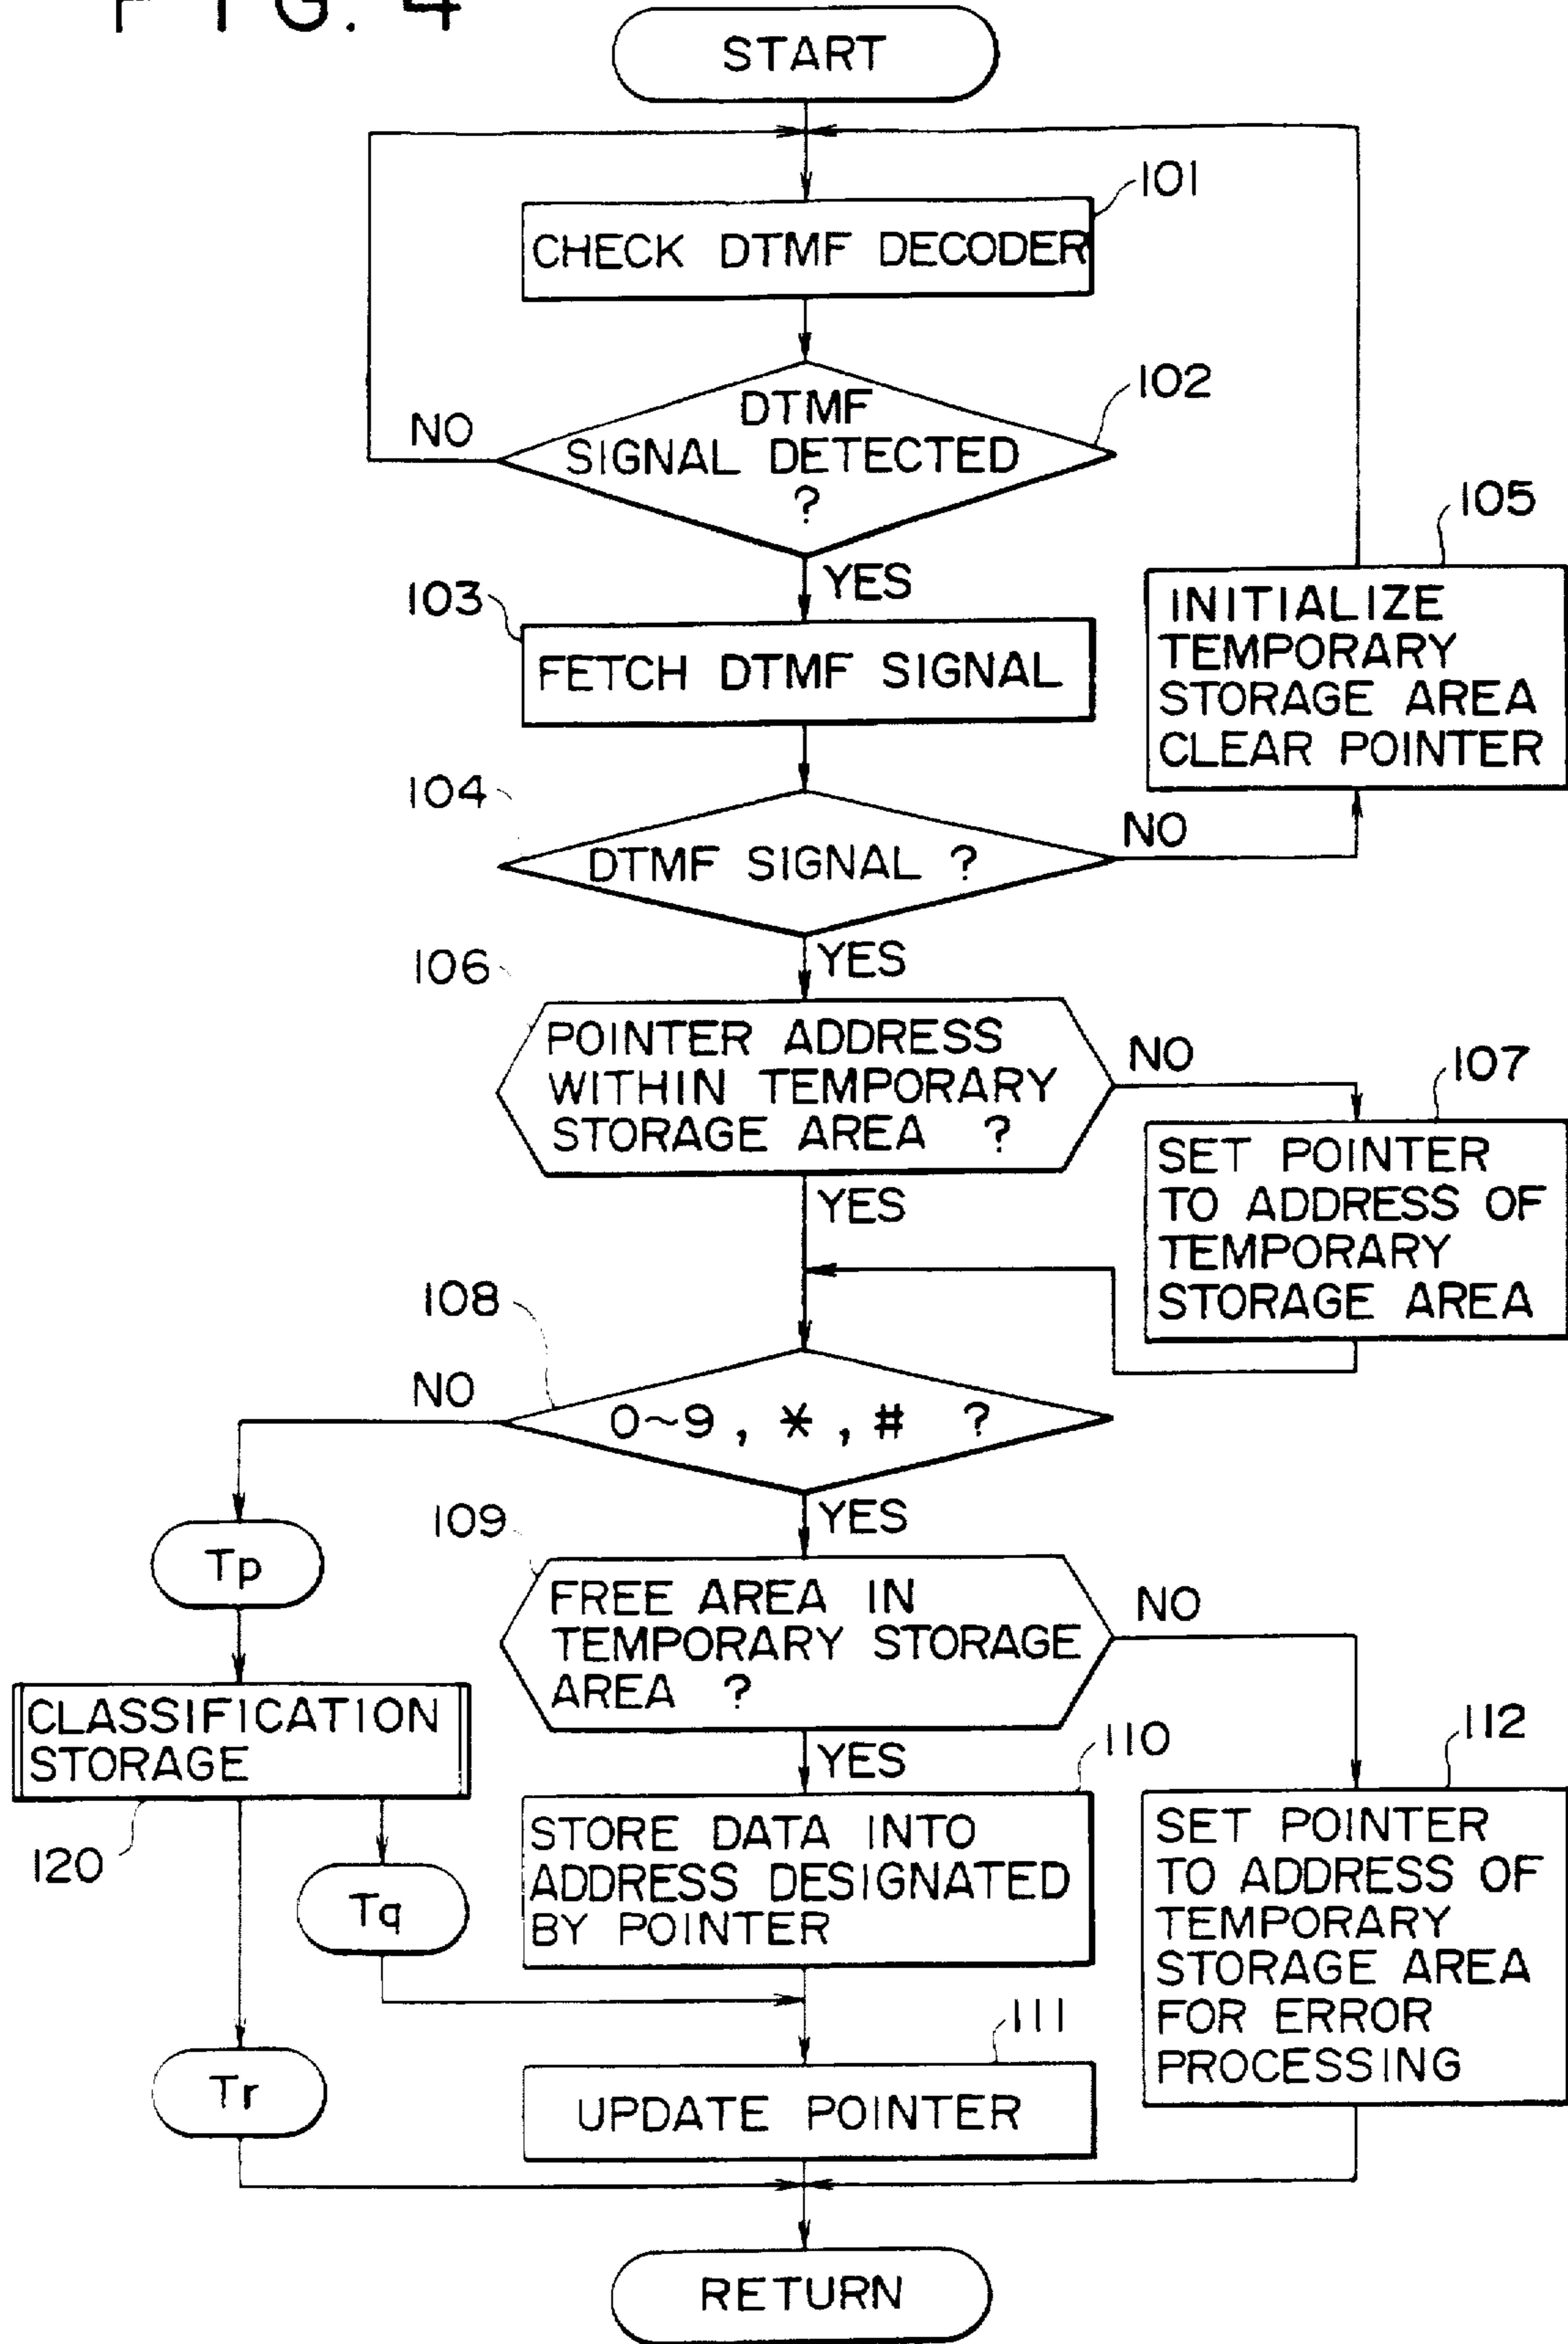 FIG. 4
START
101
CHECK DTMF DECODER
102
DTMF
SIGNAL DETECTED
?
NO
YES
103
FETCH DTMF SIGNAL
105
INITIALIZE
TEMPORARY
STORAGE AREA
CLEAR POINTER
104
DTMF SIGNAL ?
NO
YES
106
POINTER ADDRESS
WITHIN TEMPORARY
STORAGE AREA ?
NO
YES
107
SET POINTER
TO ADDRESS OF
TEMPORARY
STORAGE AREA
108
NO
0~9, *, # ?
YES
Tp
109
FREE AREA IN
TEMPORARY STORAGE
AREA ?
NO
YES
CLASSIFICATION
STORAGE
120
Tq
Tr
110
STORE DATA INTO
ADDRESS DESIGNATED
BY POINTER
112
SET POINTER
TO ADDRESS OF
TEMPORARY
STORAGE AREA
FOR ERROR
PROCESSING
111
UPDATE POINTER
RETURN